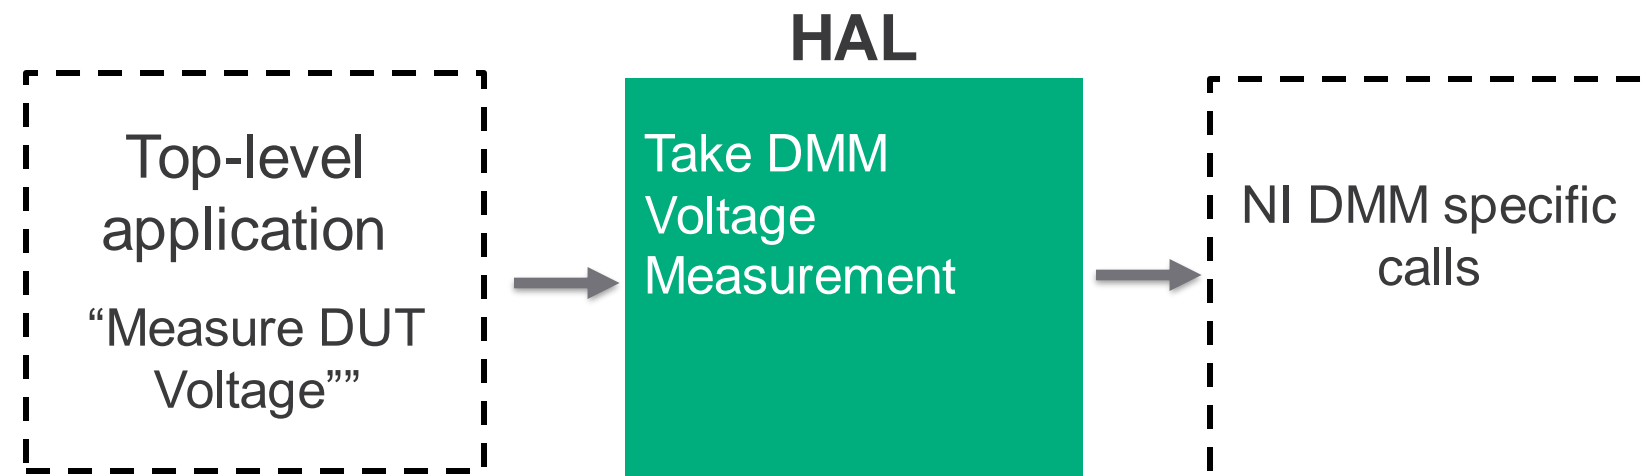 HAL
Top-level
application
“Measure DUT
Voltage””
Take DMM
Voltage
Measurement
NI DMM specific
calls